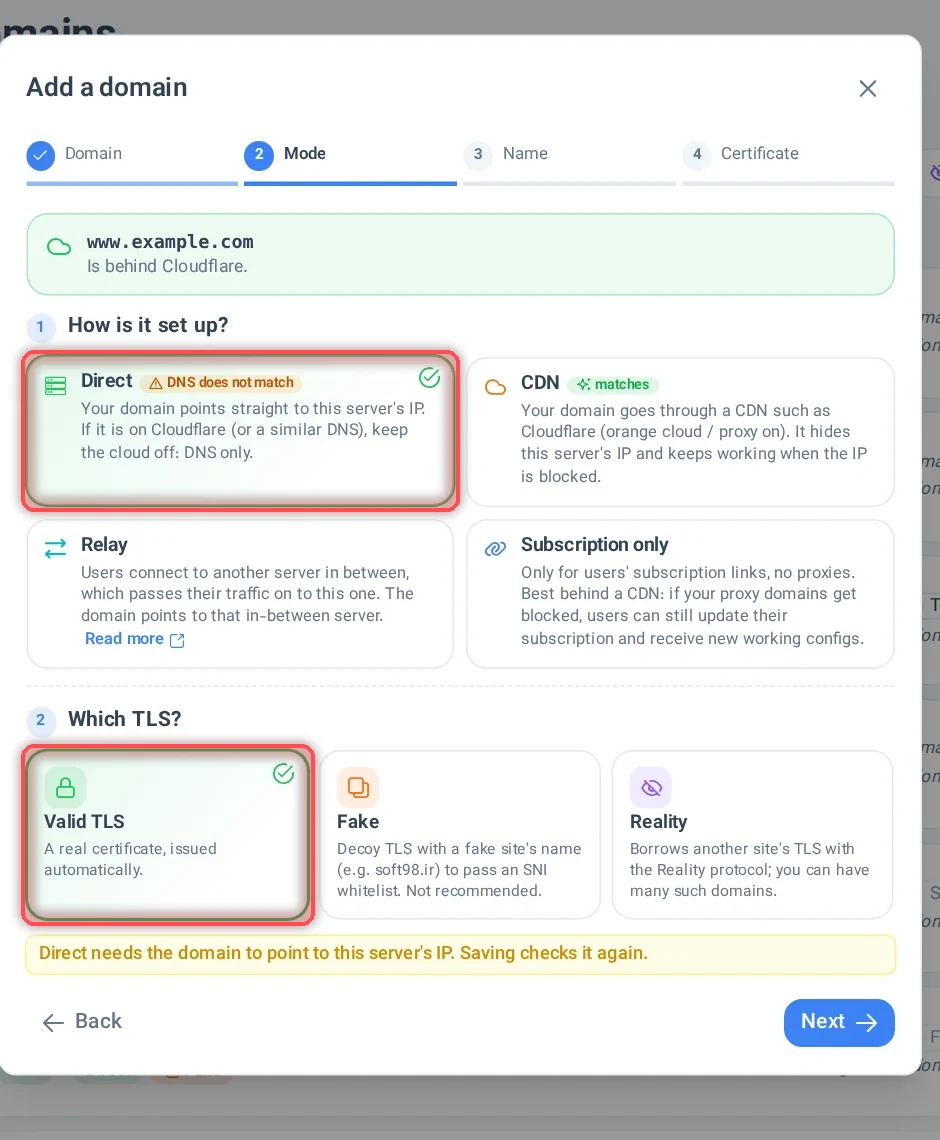 Add a domain
Domain
2 Mode
3 Name
4 Certificate
www.example.com
Is behind Cloudflare.
1 How is it set up?
Direct DNS does not match
Your domain points straight to this server's IP.
If it is on Cloudflare (or a similar DNS), keep
the cloud off: DNS only.
CDN matches
Your domain goes through a CDN such as
Cloudflare (orange cloud / proxy on). It hides
this server's IP and keeps working when the IP
is blocked.
Relay
Users connect to another server in between,
which passes their traffic on to this one. The
domain points to that in-between server.
Read more
Subscription only
Only for users' subscription links, no proxies.
Best behind a CDN: if your proxy domains get
blocked, users can still update their
subscription and receive new working configs.
2 Which TLS?
Valid TLS
A real certificate, issued
automatically.
Fake
Decoy TLS with a fake site's name
(e.g. soft98.ir) to pass an SNI
whitelist. Not recommended.
Reality
Borrows another site's TLS with
the Reality protocol; you can have
many such domains.
Direct needs the domain to point to this server's IP. Saving checks it again.
Back
Next